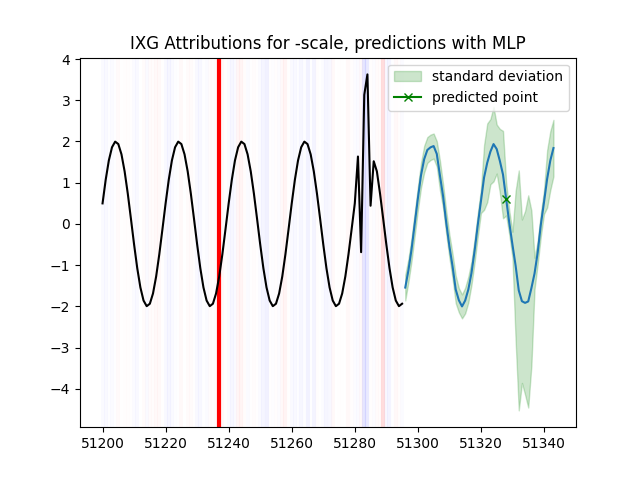 IXG Attributions for -scale, predictions with MLP
standard deviation
predicted point
4
3
2
1
0
−1
−2
−3
−4
51200 51220 51240 51260 51280 51300 51320 51340